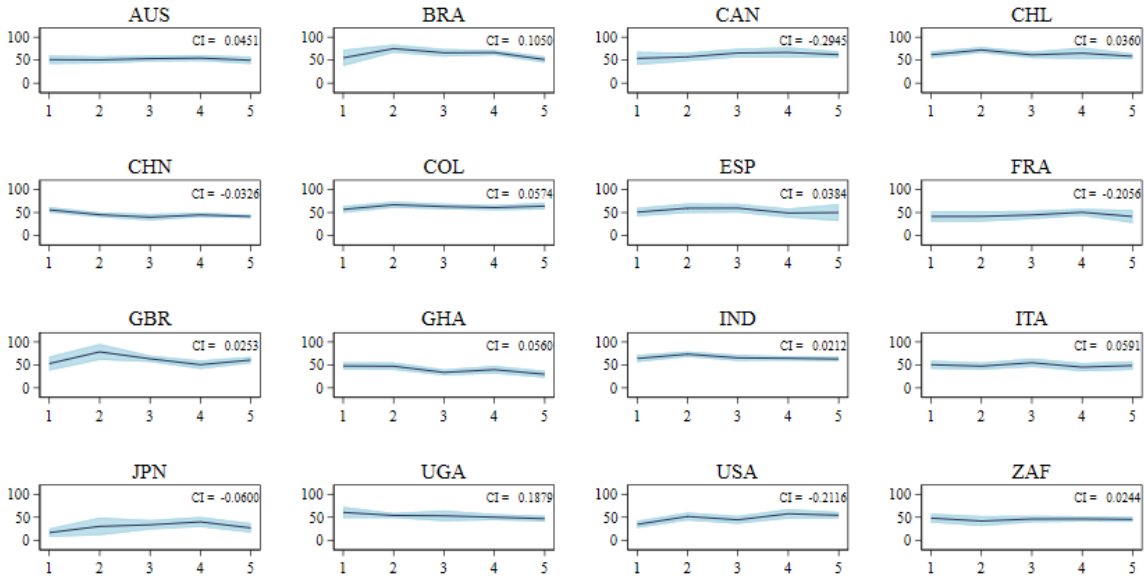 AUS BRA CAN CHL
100 CI = 0.0451 100 CI = 0.1050 100 CI = -0.2945 100 CI = 0.0360
50 50 50 50
0 0 0 0
1 2 3 4 5 1 2 3 4 5 1 2 3 4 5 1 2 3 4 5
CHN COL ESP FRA
100 CI = -0.0326 100 CI = 0.0574 100 CI = 0.0384 100 CI = -0.2056
50 50 50 50
0 0 0 0
1 2 3 4 5 1 2 3 4 5 1 2 3 4 5 1 2 3 4 5
GBR GHA IND ITA
100 CI = 0.0253 100 CI = 0.0560 100 CI = 0.0212 100 CI = 0.0591
50 50 50 50
0 0 0 0
1 2 3 4 5 1 2 3 4 5 1 2 3 4 5 1 2 3 4 5
JPN UGA USA ZAF
100 CI = -0.0600 100 CI = 0.1879 100 CI = -0.2116 100 CI = 0.0244
50 50 50 50
0 0 0 0
1 2 3 4 5 1 2 3 4 5 1 2 3 4 5 1 2 3 4 5